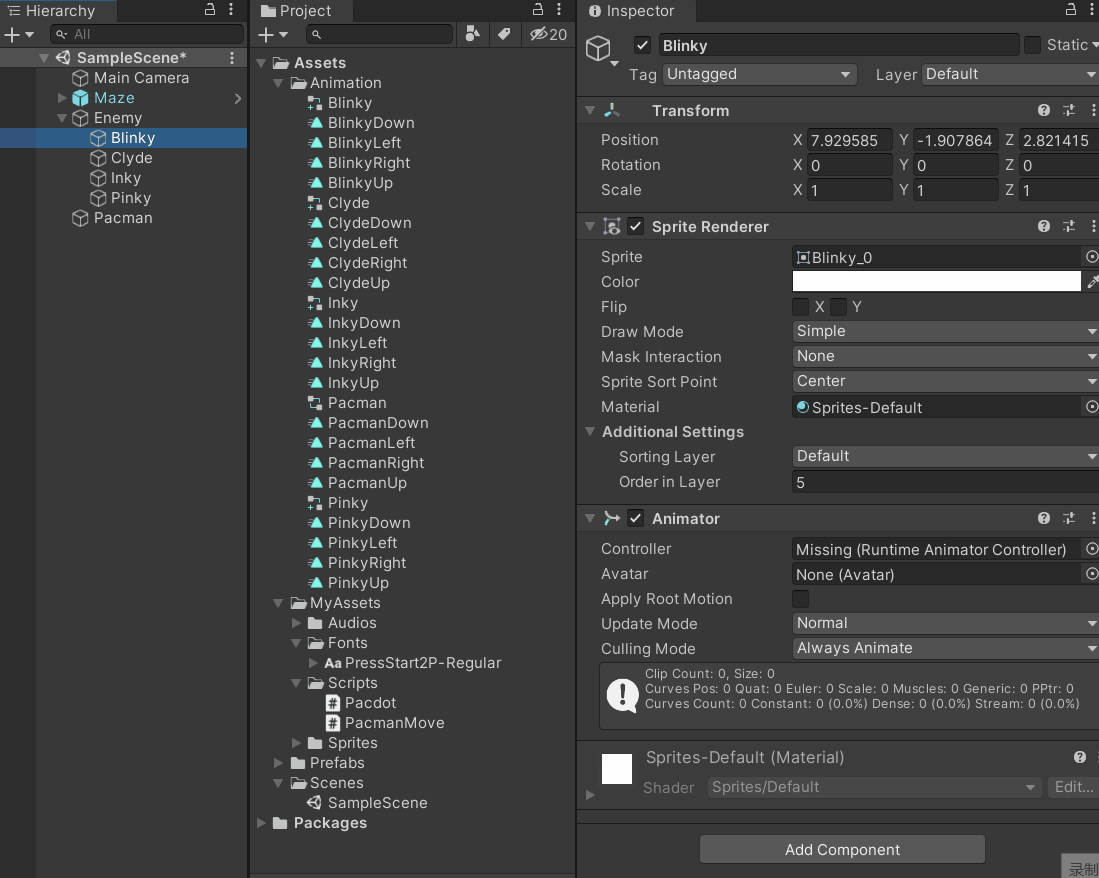 Hierarchy
All
SampleScene*
Main Camera
Maze
Enemy
Blinky
Clyde
Inky
Pinky
Pacman
Project
20
Assets
Animation
Blinky
BlinkyDown
BlinkyLeft
BlinkyRight
BlinkyUp
Clyde
ClydeDown
ClydeLeft
ClydeRight
ClydeUp
Inky
InkyDown
InkyLeft
InkyRight
InkyUp
Pacman
PacmanDown
PacmanLeft
PacmanRight
PacmanUp
Pinky
PinkyDown
PinkyLeft
PinkyRight
PinkyUp
MyAssets
Audios
Fonts
Aa PressStart2P-Regular
Scripts
# Pacdot
# PacmanMove
Sprites
Prefabs
Scenes
SampleScene
Packages
Inspector
Blinky Static
Tag Untagged Layer Default
Transform
Position X 7.929585 Y -1.907864 Z 2.821415
Rotation X 0 Y 0 Z 0
Scale X 1 Y 1 Z 1
Sprite Renderer
Sprite Blinky_0
Color
Flip X Y
Draw Mode Simple
Mask Interaction None
Sprite Sort Point Center
Material Sprites-Default
Additional Settings
Sorting Layer Default
Order in Layer 5
Animator
Controller Missing (Runtime Animator Controller)
Avatar None (Avatar)
Apply Root Motion
Update Mode Normal
Culling Mode Always Animate
Clip Count: 0, Size: 0
Curves Pos: 0 Quat: 0 Euler: 0 Scale: 0 Muscles: 0 Generic: 0 PPtr: 0
Curves Count: 0 Constant: 0 (0.0%) Dense: 0 (0.0%) Stream: 0 (0.0%)
Sprites-Default (Material)
Shader Sprites/Default Edit...
Add Component
录制